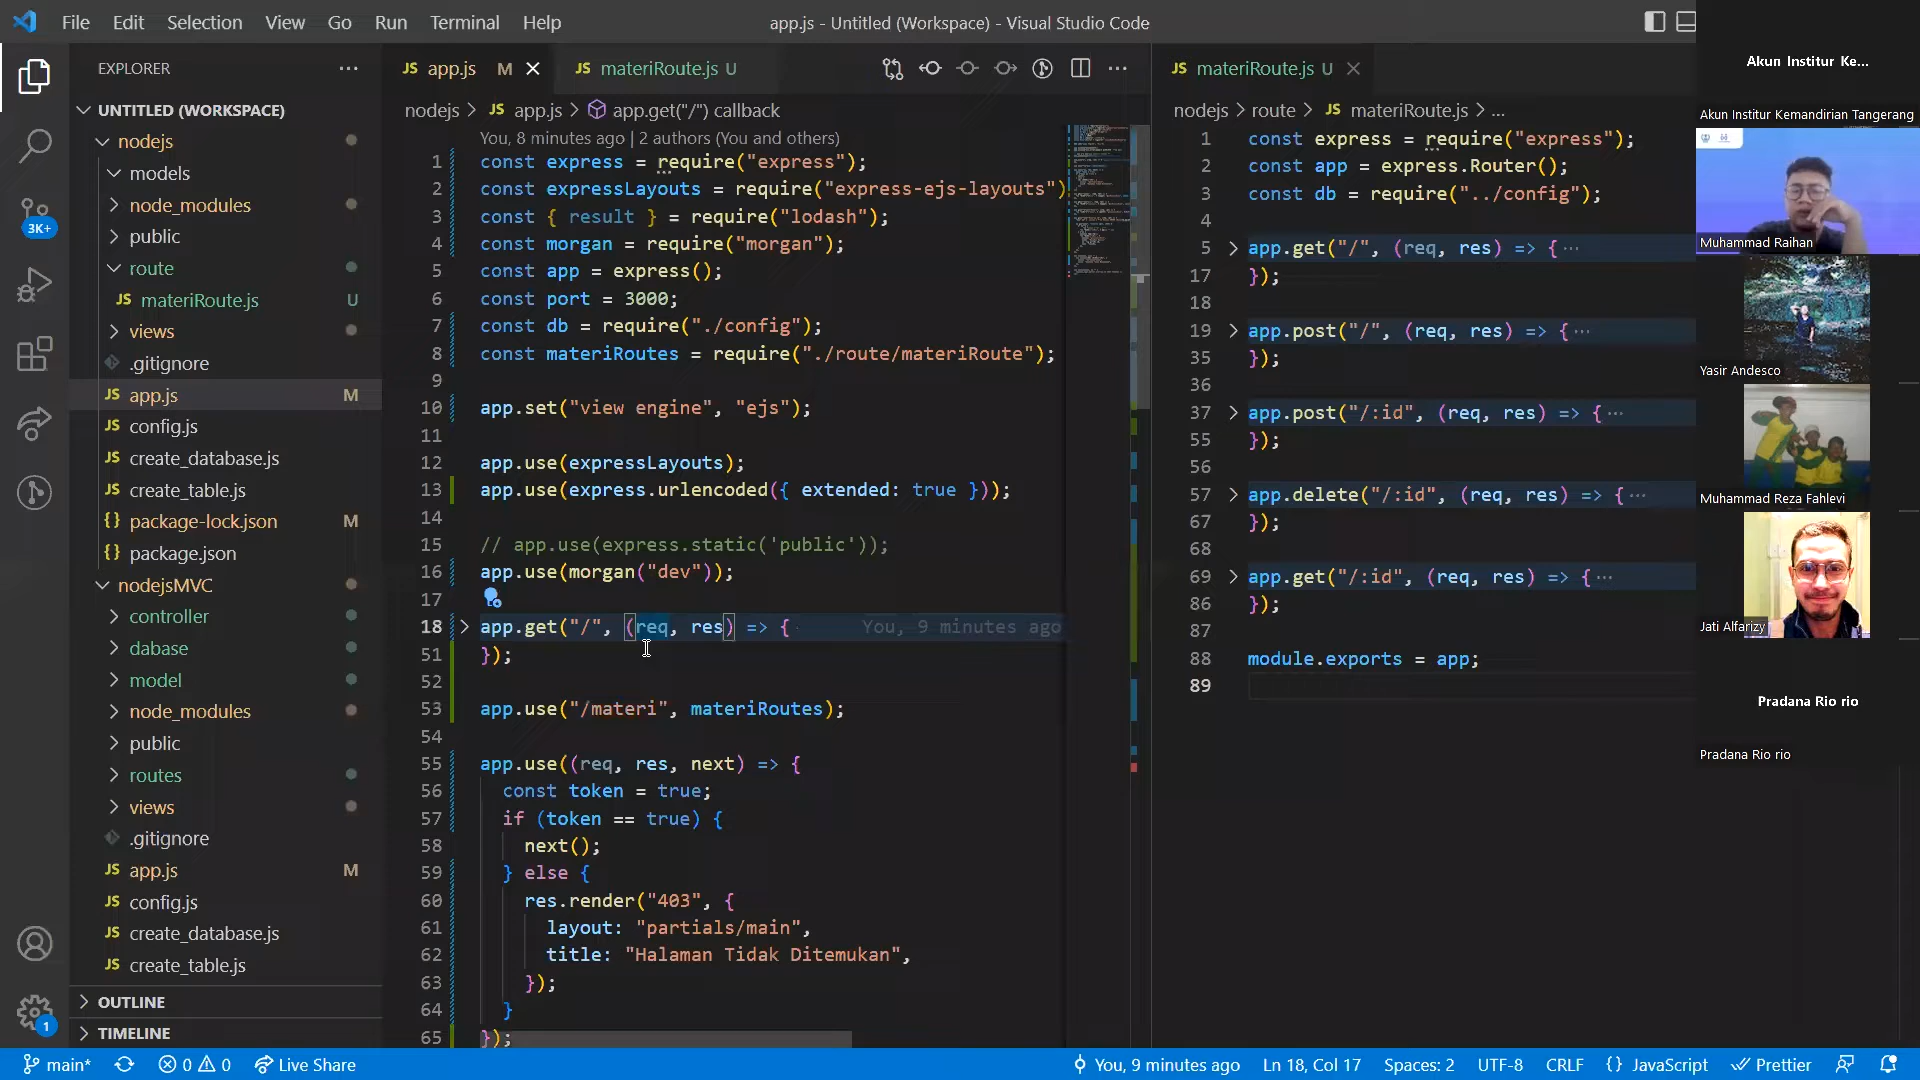 File Edit Selection View Go Run Terminal Help
app.js - Untitled (Workspace) - Visual Studio Code
EXPLORER
UNTITLED (WORKSPACE)
nodejs
models
node_modules
public
route
JS materiRoute.js U
views
.gitignore
JS app.js M
JS config.js
JS create_database.js
JS create_table.js
{} package-lock.json M
{} package.json
nodejsMVC
controller
dabase
model
node_modules
public
routes
views
.gitignore
JS app.js M
JS config.js
JS create_database.js
JS create_table.js
OUTLINE
TIMELINE
3K+
1
JS app.js M
JS materiRoute.js U
nodejs > JS app.js > app.get("/") callback
You, 8 minutes ago | 2 authors (You and others)
1 const express = require("express");
2 const expressLayouts = require("express-ejs-layouts")
3 const { result } = require("lodash");
4 const morgan = require("morgan");
5 const app = express();
6 const port = 3000;
7 const db = require("./config");
8 const materiRoutes = require("./route/materiRoute");
9
10 app.set("view engine", "ejs");
11
12 app.use(expressLayouts);
13 app.use(express.urlencoded({ extended: true }));
14
15 // app.use(express.static('public'));
16 app.use(morgan("dev"));
17
18 app.get("/", (req, res) => { You, 9 minutes ago
51 });
52
53 app.use("/materi", materiRoutes);
54
55 app.use((req, res, next) => {
56 const token = true;
57 if (token == true) {
58 next();
59 } else {
60 res.render("403", {
61 layout: "partials/main",
62 title: "Halaman Tidak Ditemukan",
63 });
64 }
65 });
JS materiRoute.js U
nodejs > route > JS materiRoute.js > ...
1 const express = require("express");
2 const app = express.Router();
3 const db = require("../config");
4
5 app.get("/", (req, res) => { ...
17 });
18
19 app.post("/", (req, res) => { ...
35 });
36
37 app.post("/:id", (req, res) => { ...
55 });
56
57 app.delete("/:id", (req, res) => { ...
67 });
68
69 app.get("/:id", (req, res) => { ...
86 });
87
88 module.exports = app;
89
Akun Institur Ke...
Akun Institur Kemandirian Tangerang
Muhammad Raihan
Yasir Andesco
Muhammad Reza Fahlevi
Jati Alfarizy
Pradana Rio rio
Pradana Rio rio
main* 0 0 Live Share
You, 9 minutes ago Ln 18, Col 17 Spaces: 2 UTF-8 CRLF {} JavaScript Prettier